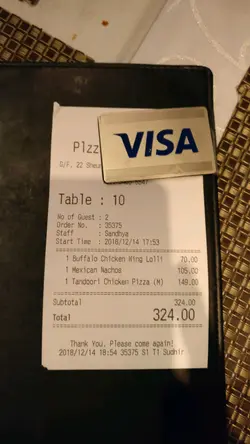 Pizz
VISA
G/F, 22
Table : 10
No of Guest : 2
Order No. : 35375
Staff : Sandhya
Start Time : 2018/12/14 17:53
1 Buffalo Chicken Wing Lolli 70.00
1 Mexican Nachos 105.00
1 Tandoori Chicken Pizza (M) 149.00
Subtotal 324.00
Total 324.00
Thank You, Please come again!
2018/12/14 18:54 35375 S1 T1 Sudhir